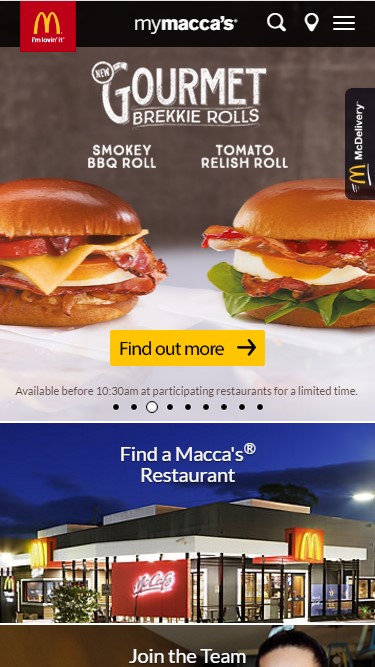 i'm lovin' it®
mymacca's®
NEW
GOURMET
BREKKIE ROLLS
SMOKEY
BBQ ROLL
TOMATO
RELISH ROLL
McDelivery™
Find out more
Available before 10:30am at participating restaurants for a limited time.
Find a Macca's®
Restaurant
McCafé
Join the Team